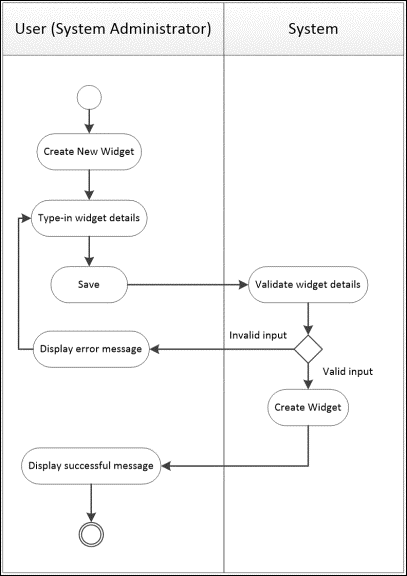 User (System Administrator)
System
Create New Widget
Type-in widget details
Save
Validate widget details
Invalid input
Display error message
Valid input
Create Widget
Display successful message